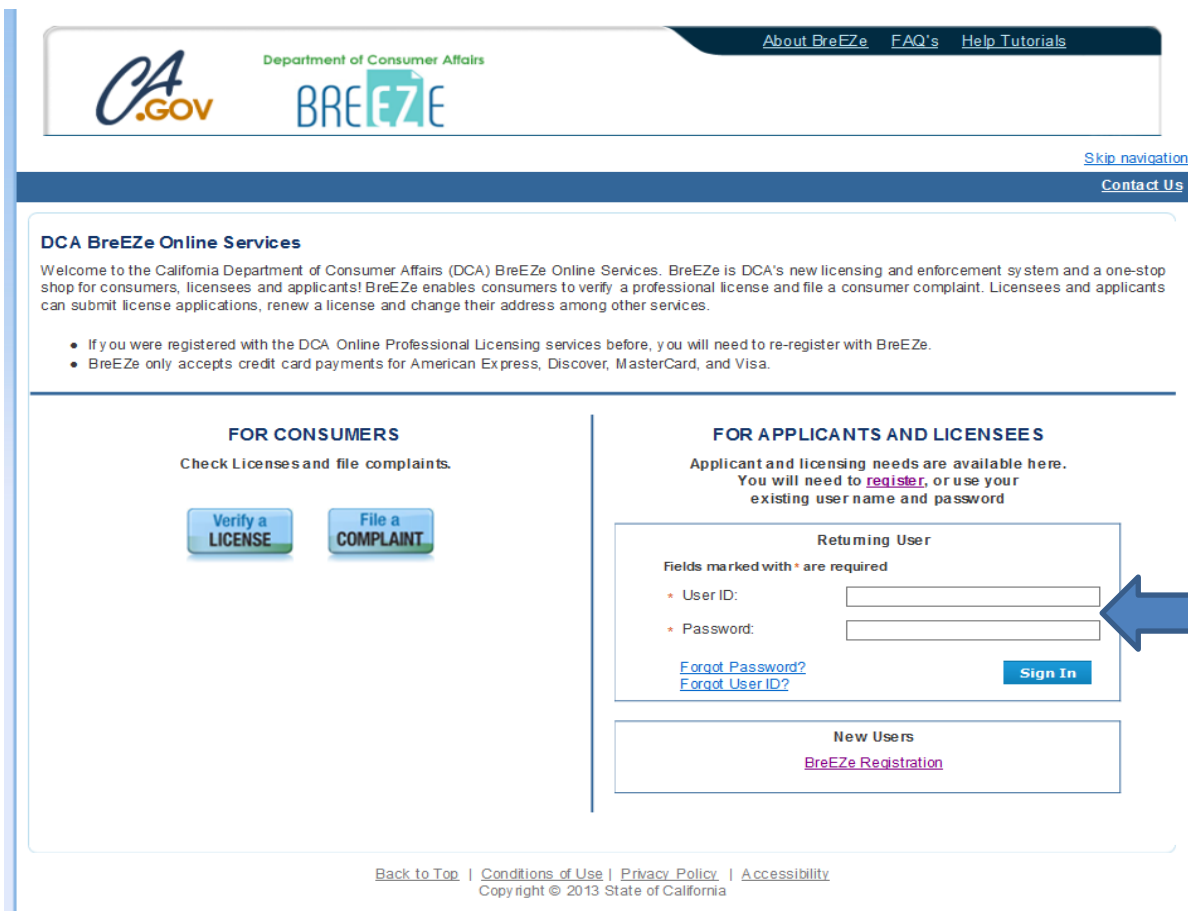 About BreEZe FAQ's Help Tutorials
CA.GOV
Department of Consumer Affairs
BREEZE
Skip navigation
Contact Us
DCA BreEZe Online Services
Welcome to the California Department of Consumer Affairs (DCA) BreEZe Online Services. BreEZe is DCA's new licensing and enforcement system and a one-stop
shop for consumers, licensees and applicants! BreEZe enables consumers to verify a professional license and file a consumer complaint. Licensees and applicants
can submit license applications, renew a license and change their address among other services.
• If you were registered with the DCA Online Professional Licensing services before, you will need to re-register with BreEZe.
• BreEZe only accepts credit card payments for American Express, Discover, MasterCard, and Visa.
FOR CONSUMERS
Check Licenses and file complaints.
Verify a
LICENSE
File a
COMPLAINT
FOR APPLICANTS AND LICENSEES
Applicant and licensing needs are available here.
You will need to register, or use your
existing user name and password
Returning User
Fields marked with * are required
* User ID:
* Password:
Forgot Password?
Forgot User ID?
Sign In
New Users
BreEZe Registration
Back to Top | Conditions of Use | Privacy Policy | Accessibility
Copyright © 2013 State of California